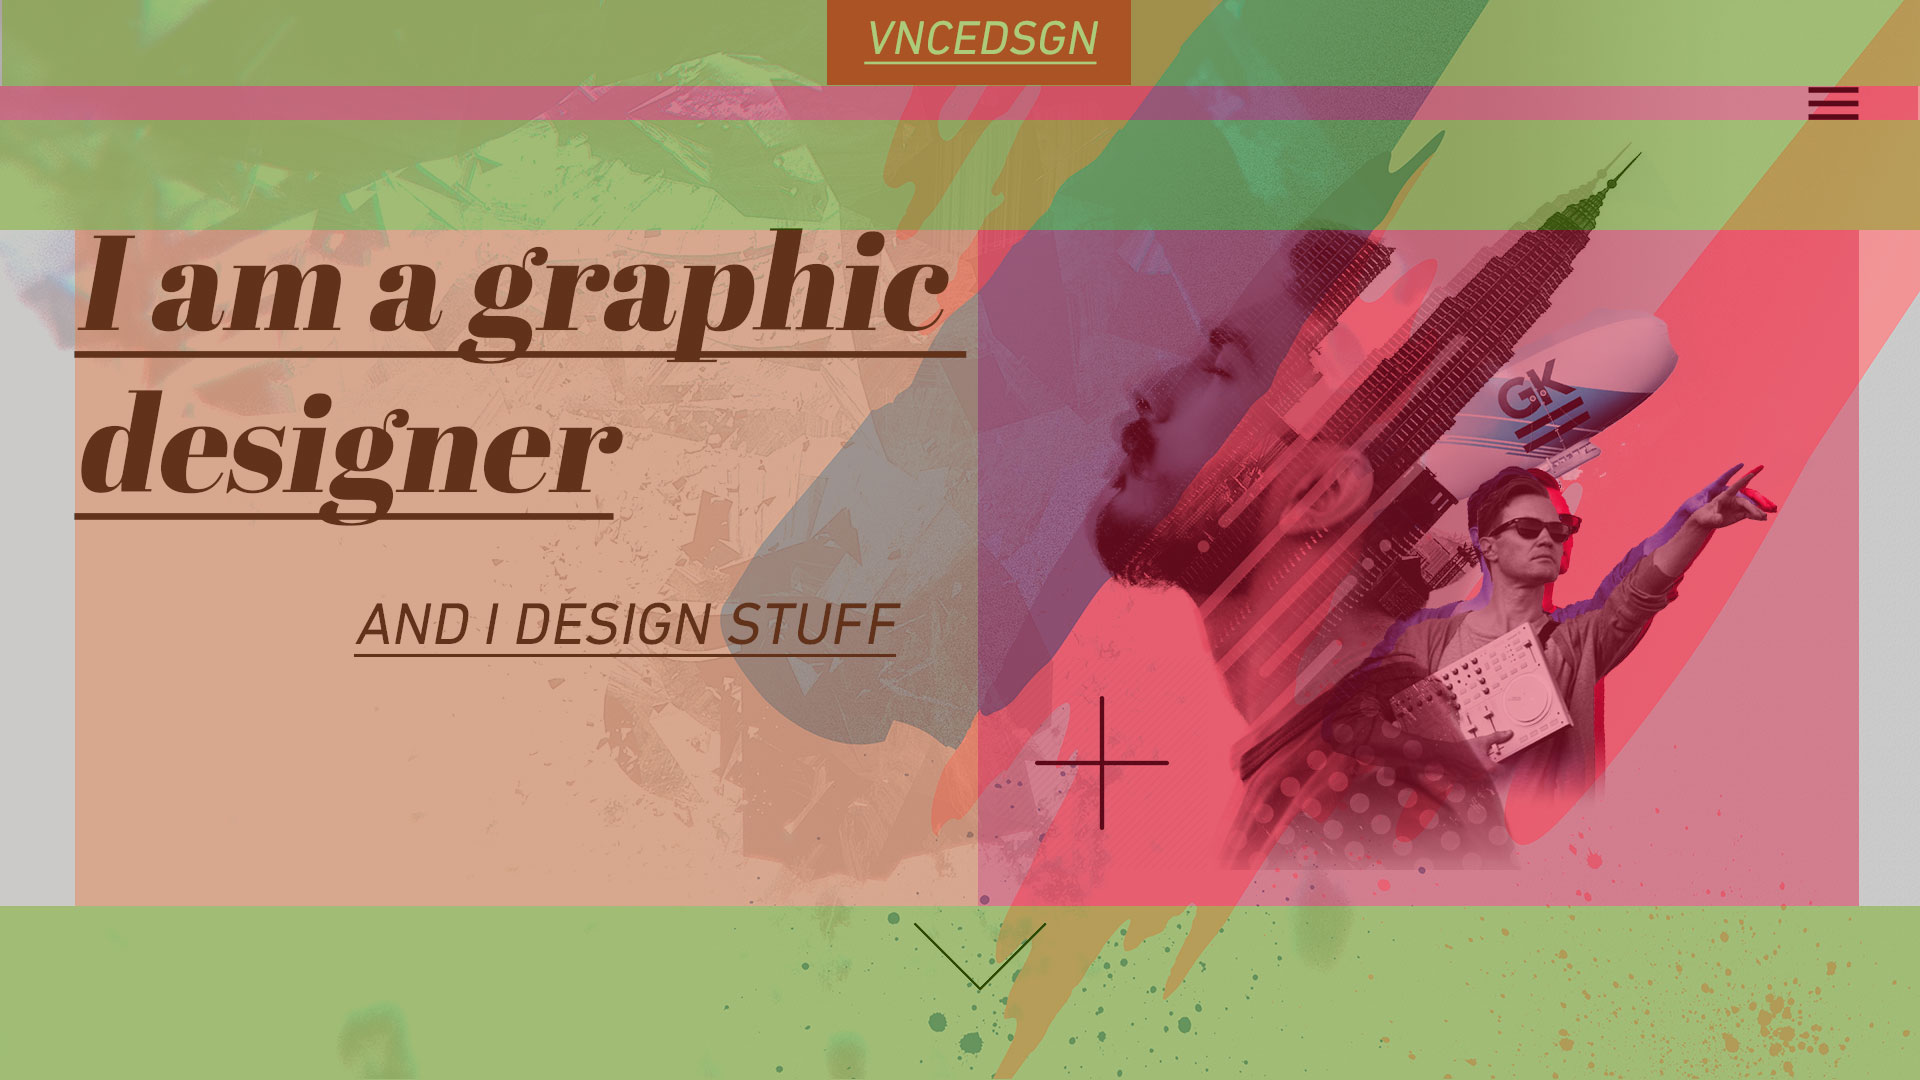 VNCEDSGN
I am a graphic
designer
AND I DESIGN STUFF
G.K